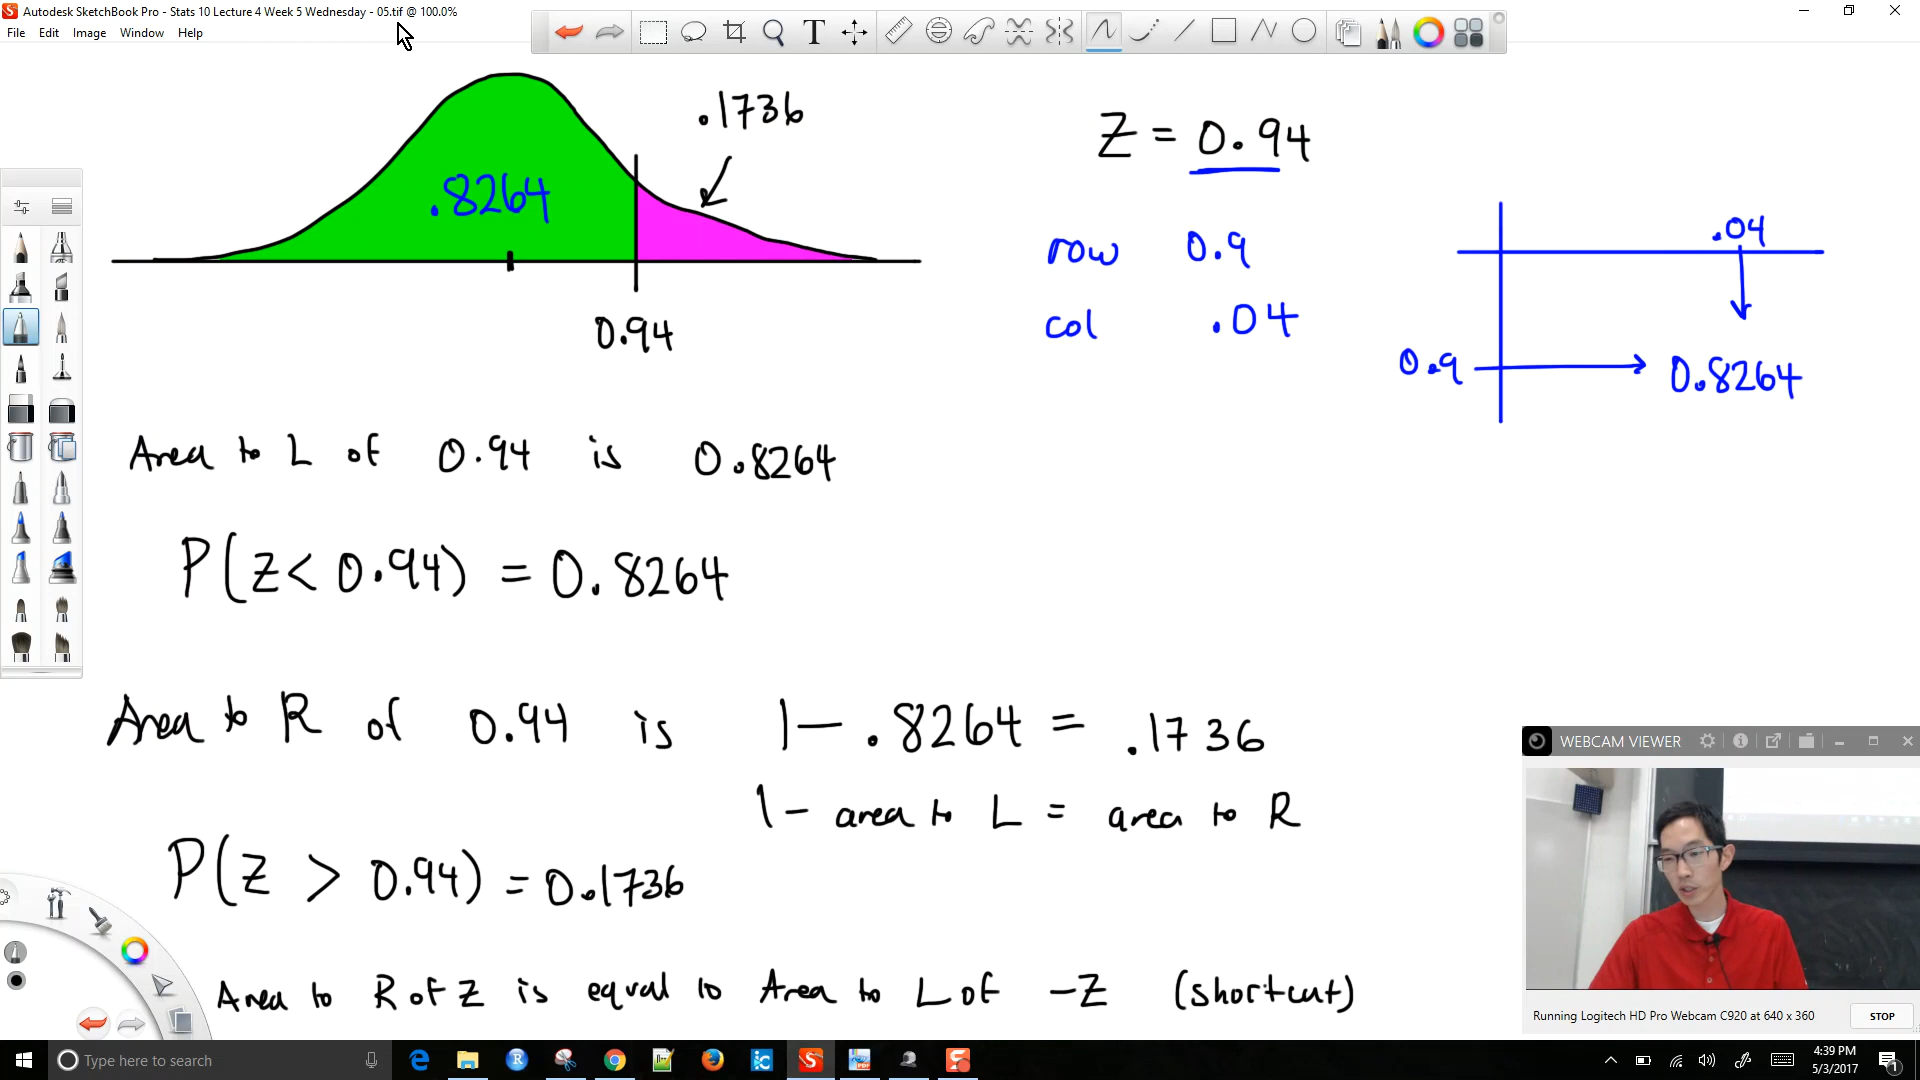 Autodesk SketchBook Pro - Stats 10 Lecture 4 Week 5 Wednesday - 05.tif @ 100.0%
File Edit Image Window Help
.1736
.8264
0.94
Z = 0.94
row 0.9
col .04
.04
0.9 0.8264
Area to L of 0.94 is 0.8264
P(Z < 0.94) = 0.8264
Area to R of 0.94 is 1 - .8264 = .1736
1 - area to L = area to R
P(Z > 0.94) = 0.1736
Area to R of Z is equal to Area to L of -Z (shortcut)
WEBCAM VIEWER
Running Logitech HD Pro Webcam C920 at 640 x 360
STOP
Type here to search
4:39 PM
5/3/2017